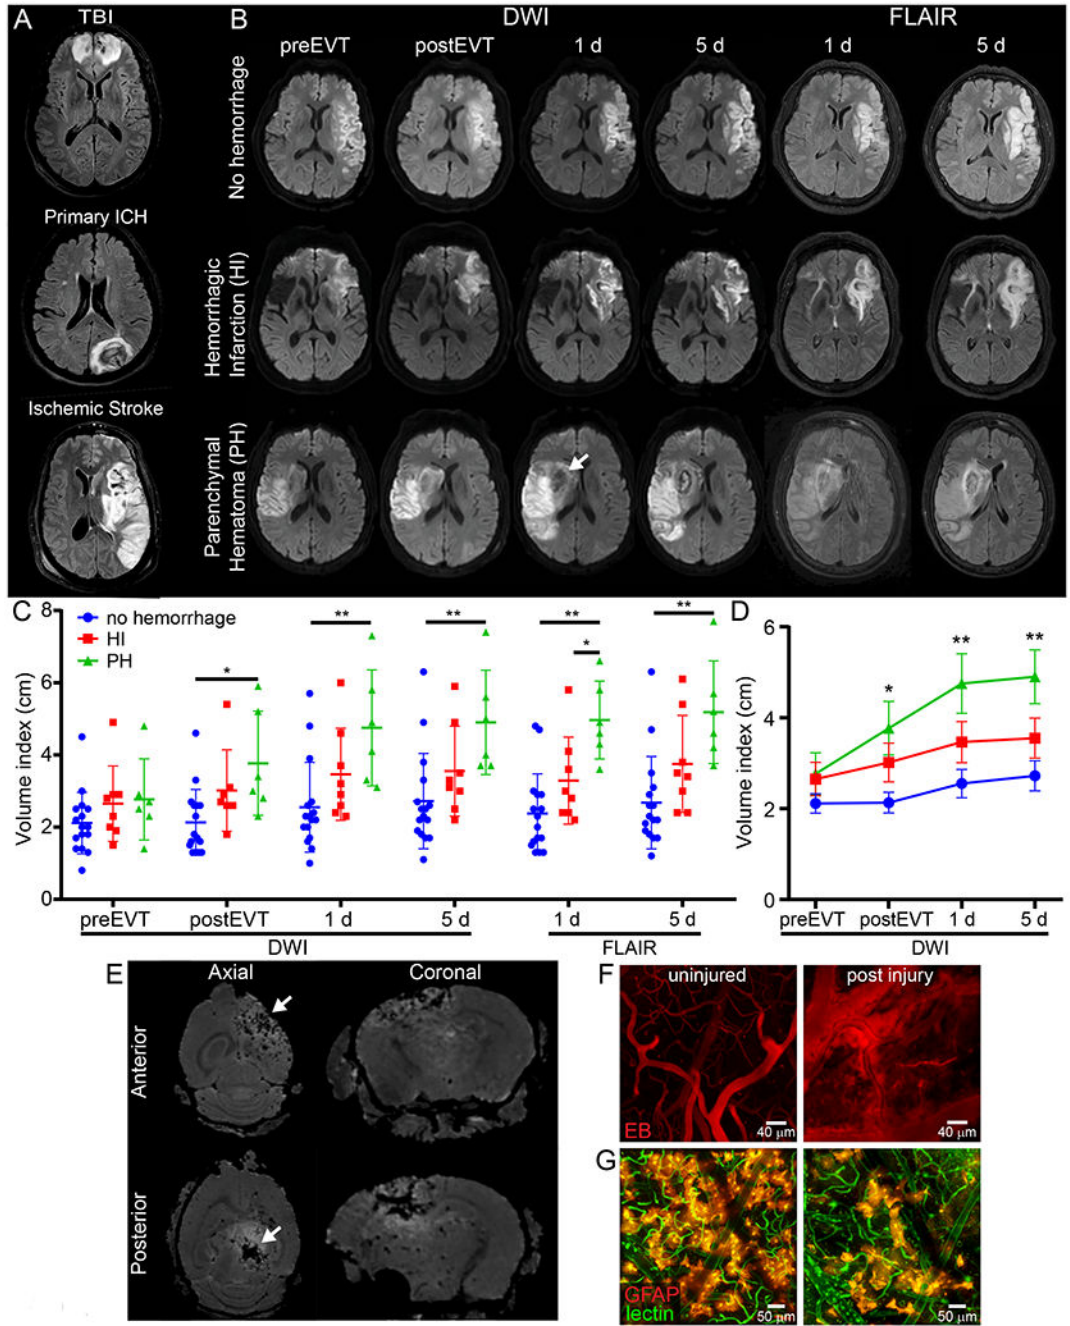 A
TBI
Primary ICH
Ischemic Stroke
B
DWI
FLAIR
preEVT
postEVT
1 d
5 d
1 d
5 d
No hemorrhage
Hemorrhagic
Infarction (HI)
Parenchymal
Hematoma (PH)
C
Volume index (cm)
8
6
4
2
0
no hemorrhage
HI
PH
*
**
**
**
*
**
preEVT
postEVT
1 d
5 d
1 d
5 d
DWI
FLAIR
D
Volume index (cm)
6
4
2
0
*
**
**
preEVT
postEVT
1 d
5 d
DWI
E
Axial
Coronal
Anterior
Posterior
F
uninjured
post injury
EB
40 μm
40 μm
G
GFAP
lectin
50 μm
50 μm